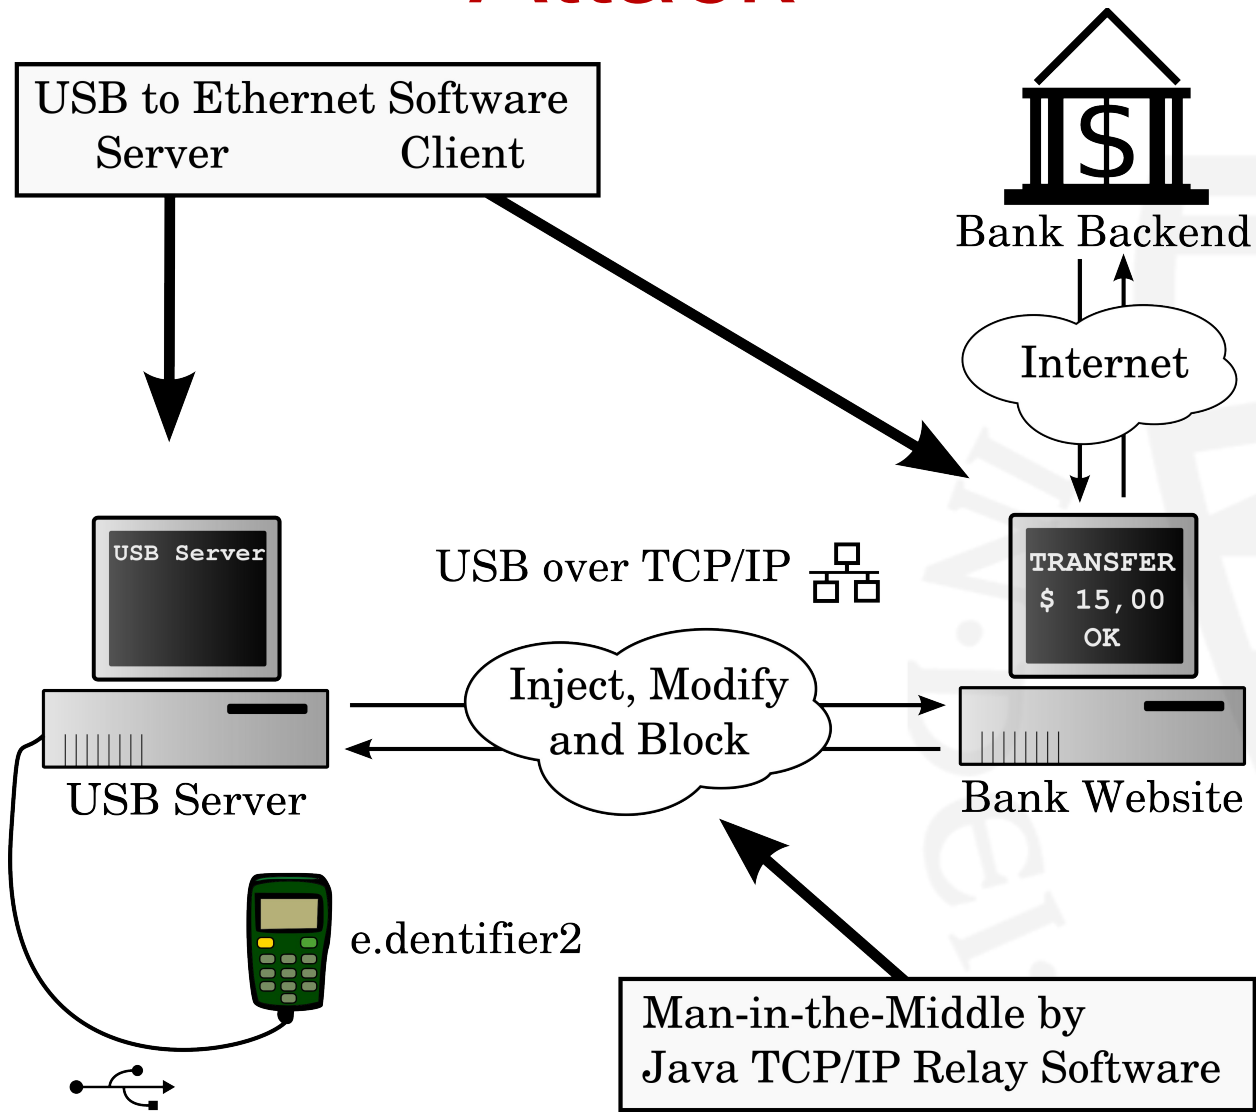 Attack
USB to Ethernet Software
Server Client
$
Bank Backend
Internet
USB Server
USB over TCP/IP
TRANSFER
$ 15,00
OK
Inject, Modify
and Block
USB Server
Bank Website
e.dentifier2
Man-in-the-Middle by
Java TCP/IP Relay Software